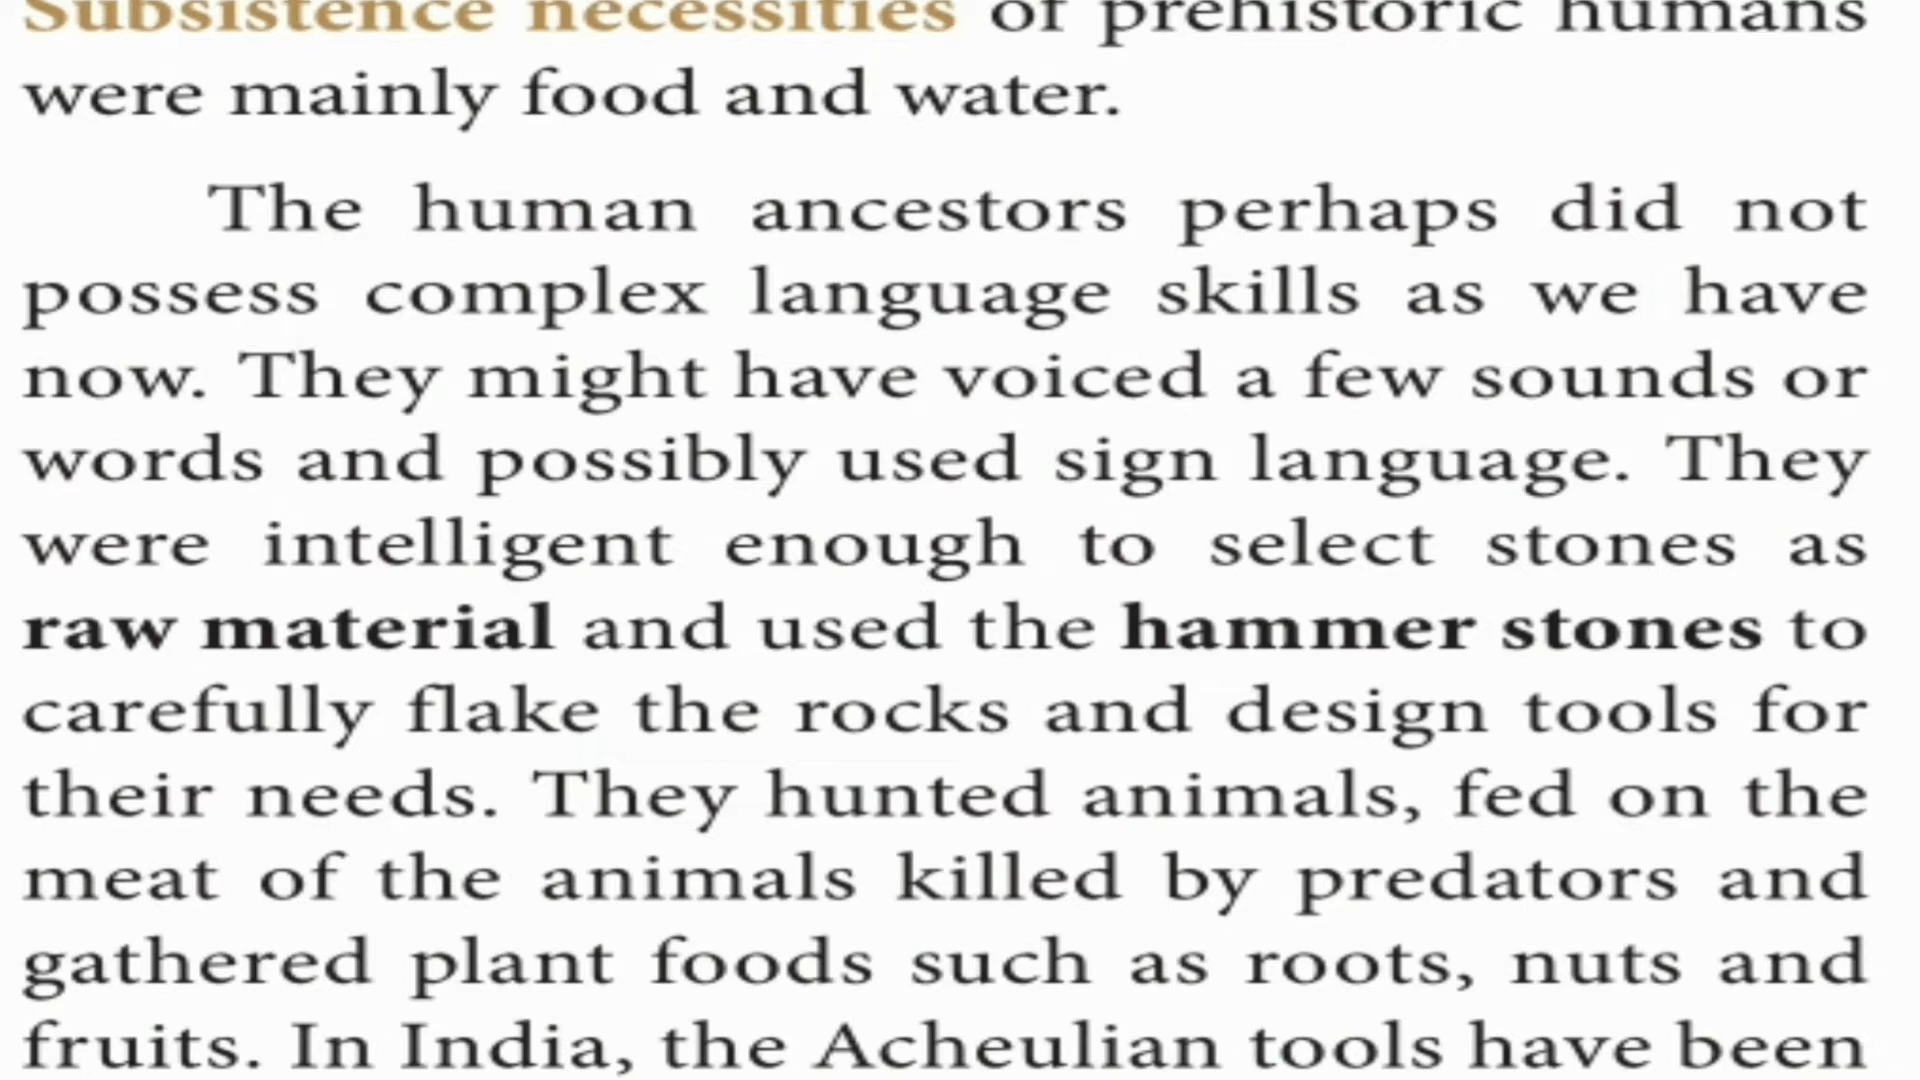 Subsistence necessities of prehistoric humans
were mainly food and water.
The human ancestors perhaps did not
possess complex language skills as we have
now. They might have voiced a few sounds or
words and possibly used sign language. They
were intelligent enough to select stones as
raw material and used the hammer stones to
carefully flake the rocks and design tools for
their needs. They hunted animals, fed on the
meat of the animals killed by predators and
gathered plant foods such as roots, nuts and
fruits. In India, the Acheulian tools have been